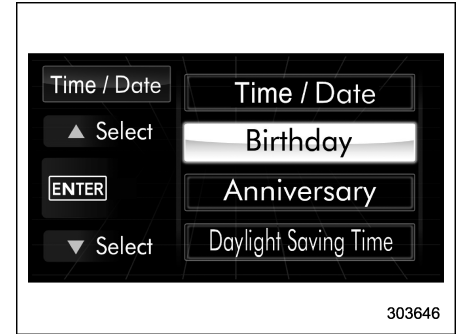 Time / Date
▲ Select
ENTER
▼ Select
Time / Date
Birthday
Anniversary
Daylight Saving Time
303646